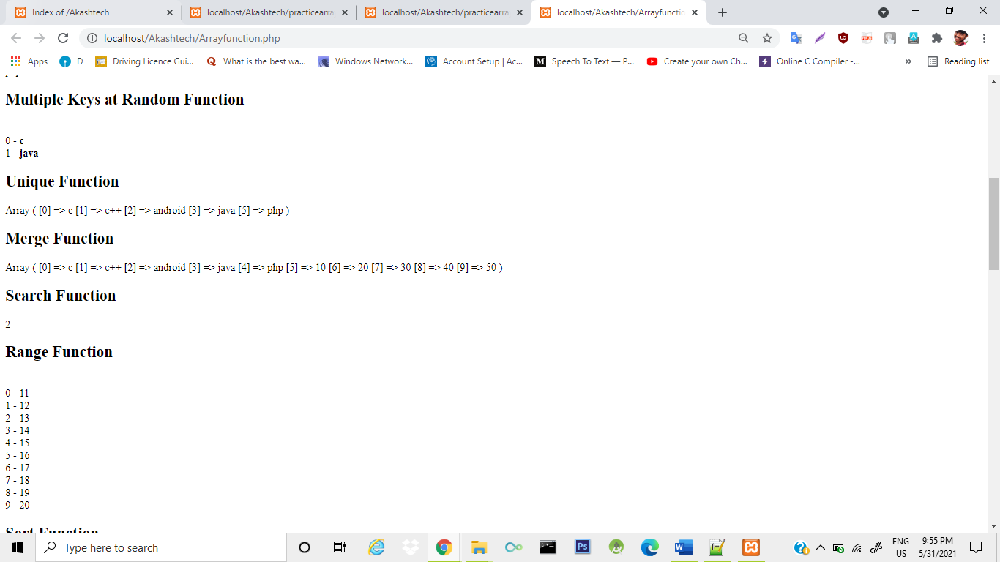 Index of /Akashtech
localhost/Akashtech/practicearra
localhost/Akashtech/practicearra
localhost/Akashtech/Arrayfunctio
localhost/Akashtech/Arrayfunction.php
Apps
D
Driving Licence Gui...
What is the best wa...
Windows Network...
Account Setup | Ac...
Speech To Text — P...
Create your own Ch...
Online C Compiler -...
»
Reading list
Multiple Keys at Random Function
0 - c
1 - java
Unique Function
Array ( [0] => c [1] => c++ [2] => android [3] => java [5] => php )
Merge Function
Array ( [0] => c [1] => c++ [2] => android [3] => java [4] => php [5] => 10 [6] => 20 [7] => 30 [8] => 40 [9] => 50 )
Search Function
2
Range Function
0 - 11
1 - 12
2 - 13
3 - 14
4 - 15
5 - 16
6 - 17
7 - 18
8 - 19
9 - 20
Sort Function
Type here to search
ENG
US
9:55 PM
5/31/2021